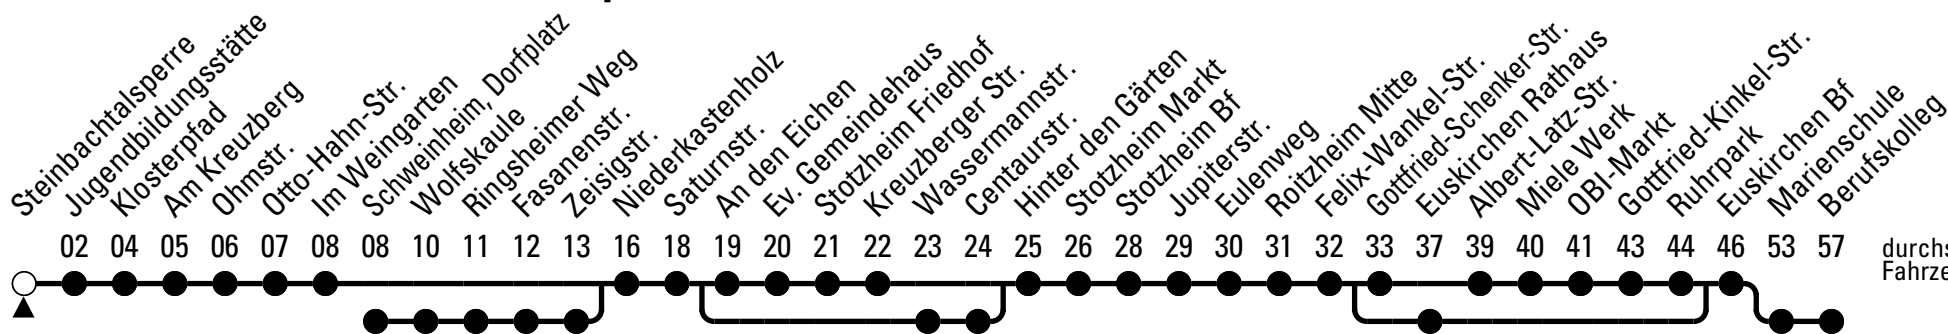 Steinbachtalsperre
Jugendbildungsstätte
Klosterpfad
Am Kreuzberg
Ohmstr.
Otto-Hahn-Str.
Im Weingarten
Schweinheim, Dorfplatz
Wolfskaule
Ringsheimer Weg
Fasanenstr.
Zeisigstr.
Niederkastenholz
Saturnstr.
An den Eichen
Ev. Gemeindehaus
Stotzheim Friedhof
Kreuzberger Str.
Wassermannstr.
Centaurstr.
Hinter den Gärten
Stotzheim Markt
Stotzheim Bf
Jupiterstr.
Eulenweg
Roitzheim Mitte
Felix-Wankel-Str.
Gottfried-Schenker-Str.
Euskirchen Rathaus
Albert-Latz-Str.
Miele Werk
OBI-Markt
Gottfried-Kinkel-Str.
Ruhrpark
Euskirchen Bf
Marienschule
Berufskolleg
02 04 05 06 07 08 08 10 11 12 13 16 18 19 20 21 22 23 24 25 26 28 29 30 31 32 33 37 39 40 41 43 44 46 53 57
durchs
Fahrze